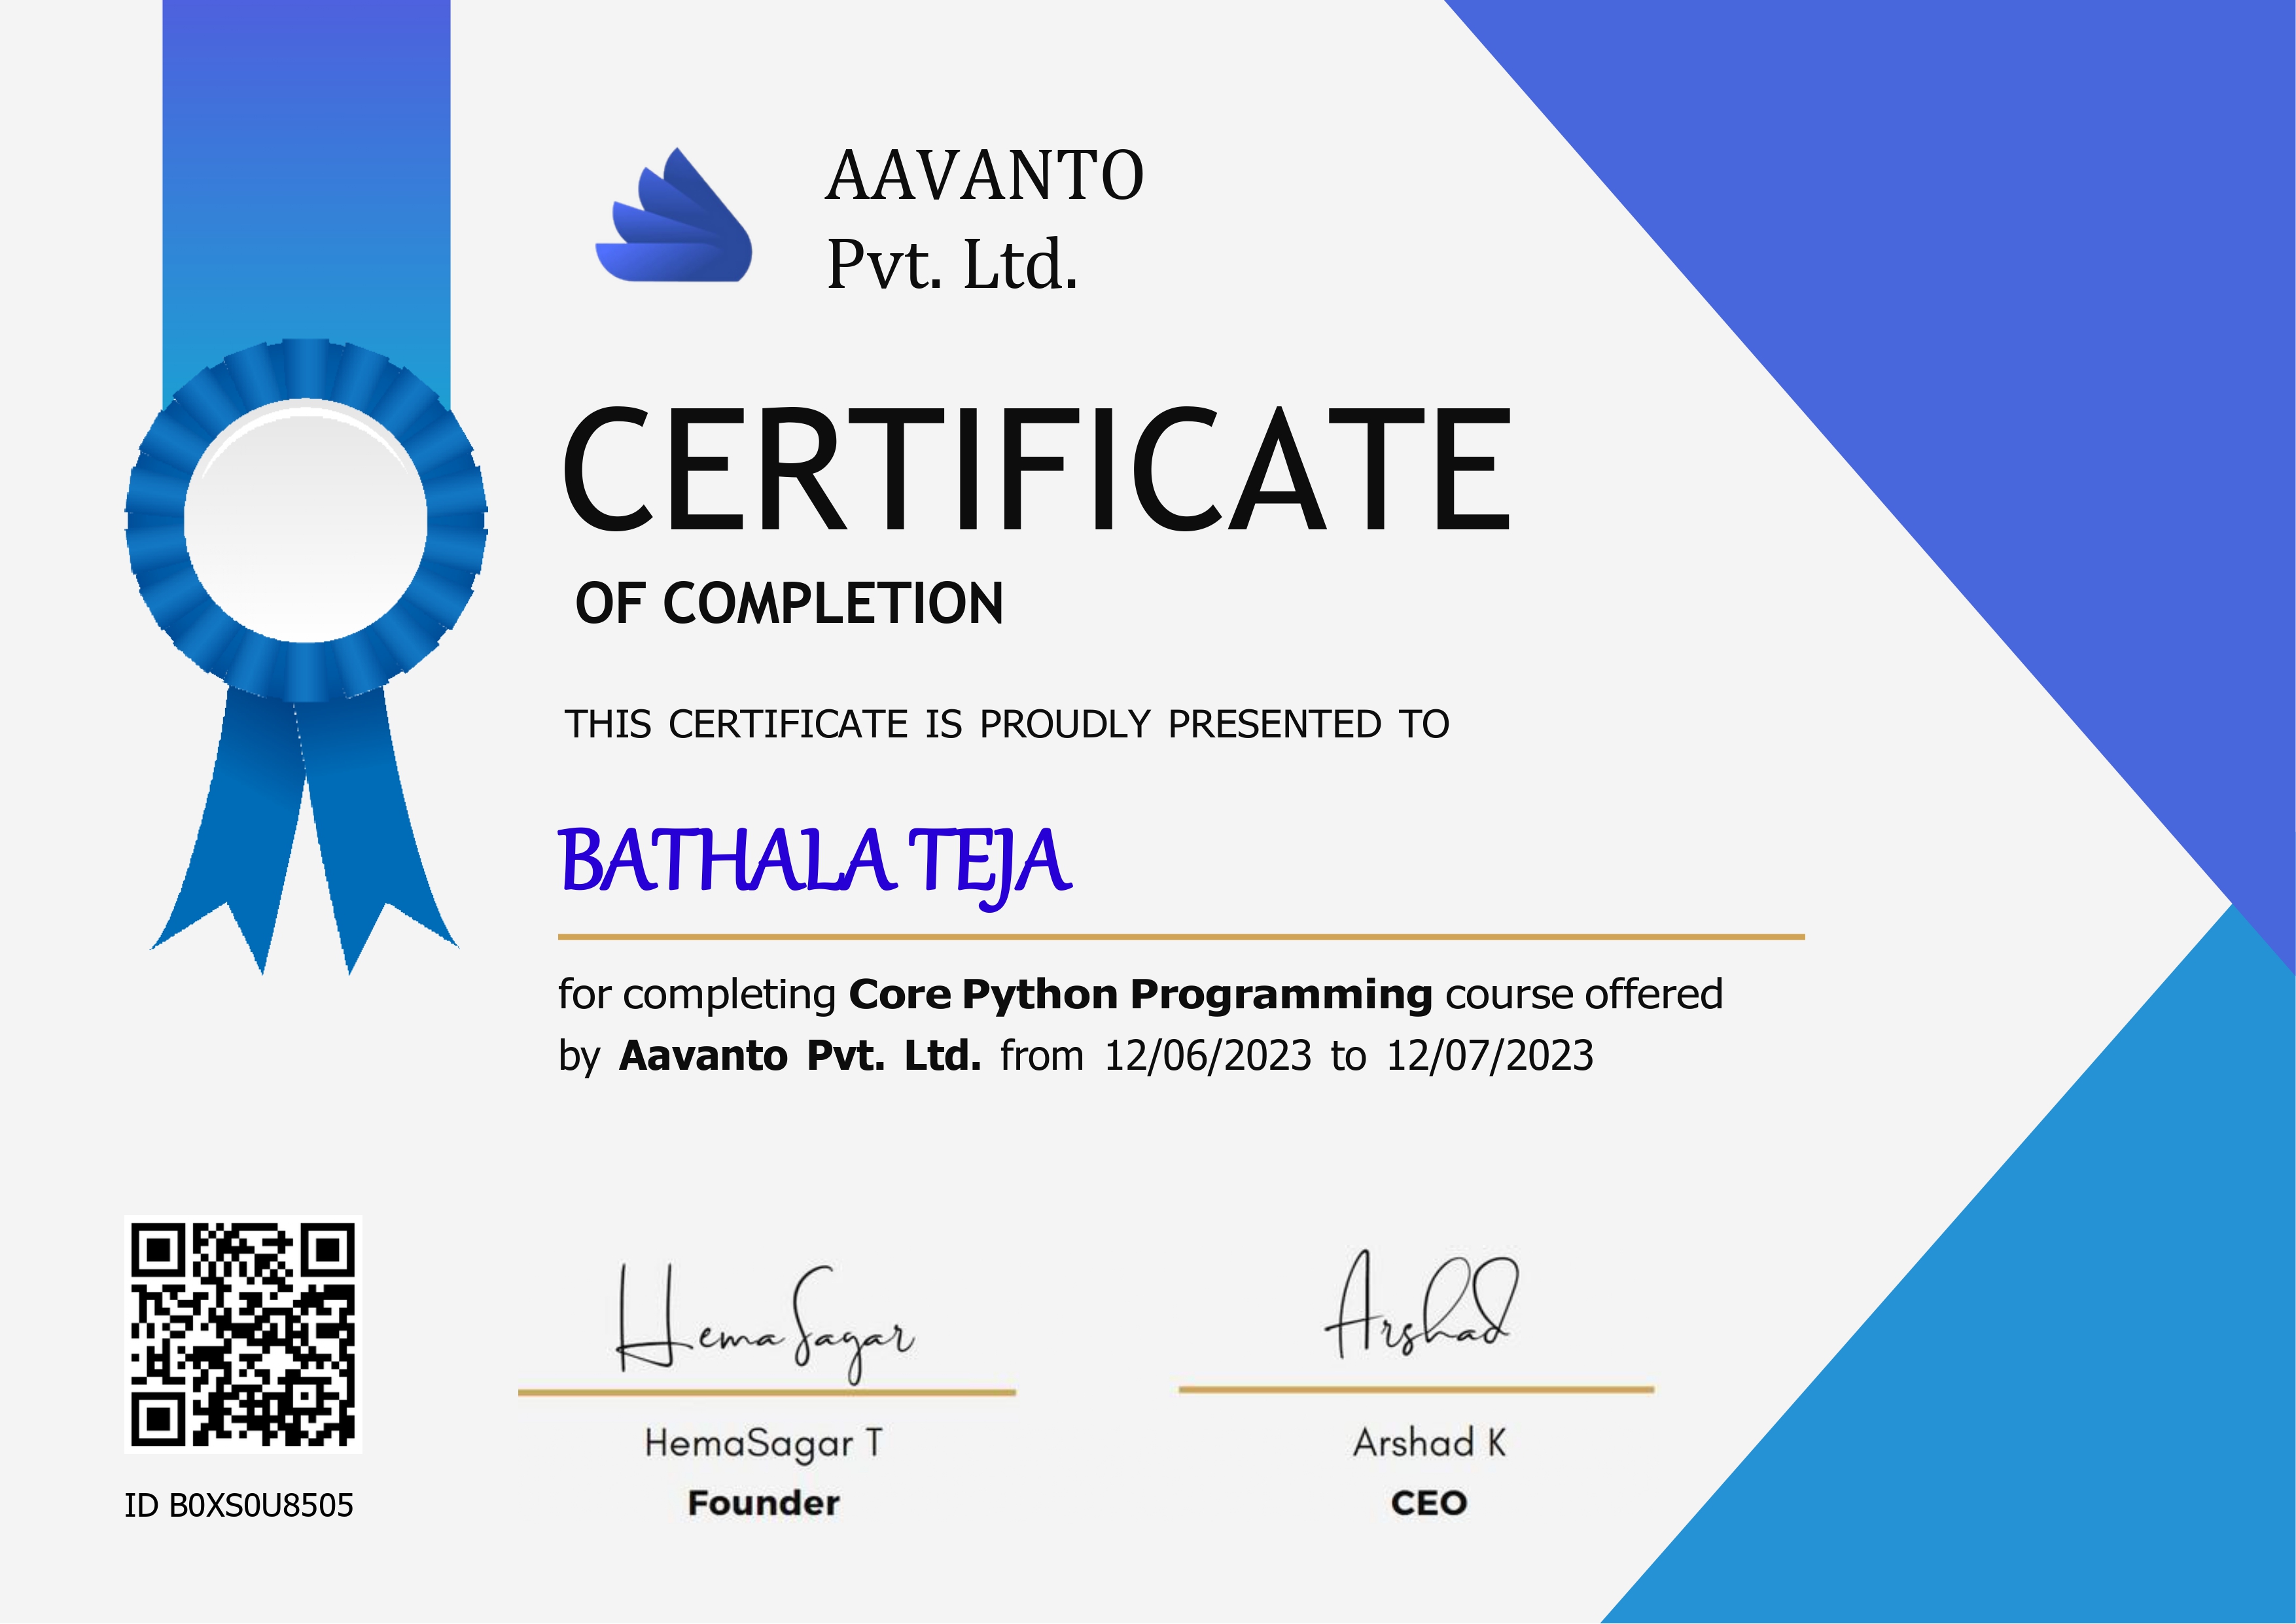 AAVANTO
Pvt. Ltd.
CERTIFICATE
OF COMPLETION
THIS CERTIFICATE IS PROUDLY PRESENTED TO
BATHALA TEJA
for completing Core Python Programming course offered
by Aavanto Pvt. Ltd. from 12/06/2023 to 12/07/2023
HemaSagar
Arshad
HemaSagar T
Arshad K
Founder
CEO
ID B0XS0U8505